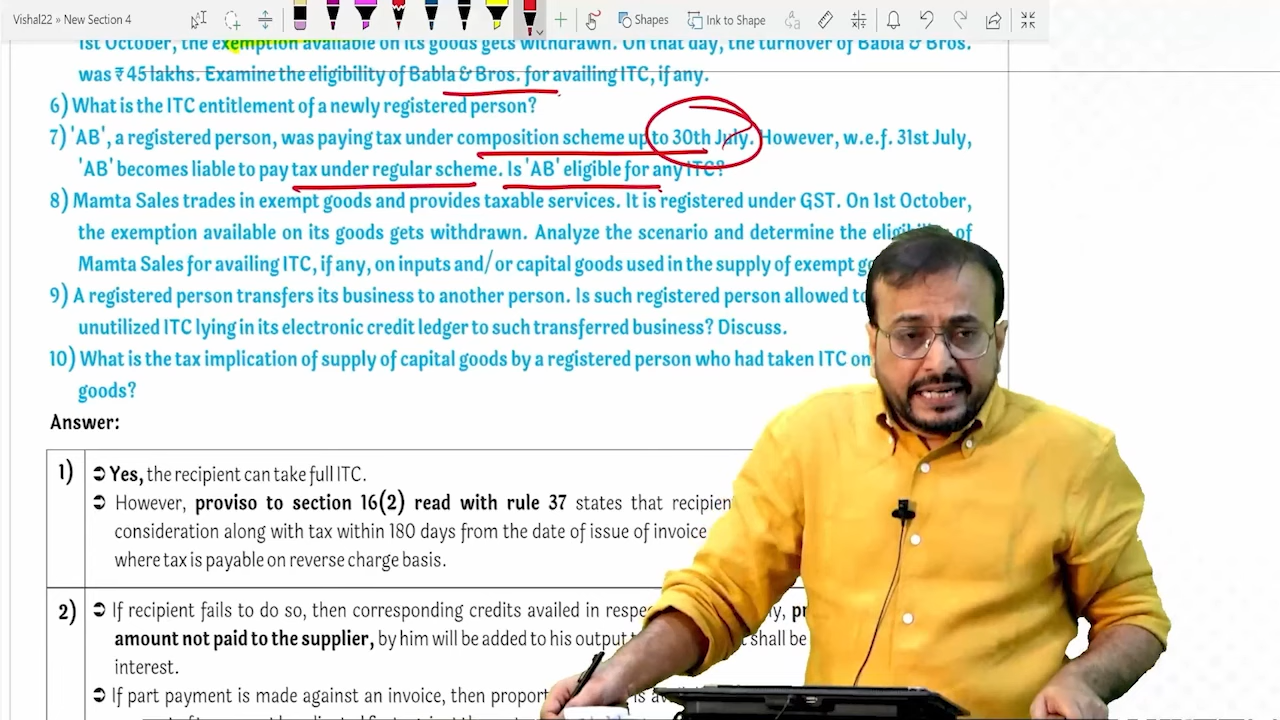 Vishal22 » New Section 4
Shapes
Ink to Shape
1st October, the exemption available on its goods gets withdrawn. On that day, the turnover of Babla & Bros.
was ₹ 45 lakhs. Examine the eligibility of Babla & Bros. for availing ITC, if any.
6) What is the ITC entitlement of a newly registered person?
7) 'AB', a registered person, was paying tax under composition scheme up to 30th July. However, w.e.f. 31st July,
'AB' becomes liable to pay tax under regular scheme. Is 'AB' eligible for any ITC?
8) Mamta Sales trades in exempt goods and provides taxable services. It is registered under GST. On 1st October,
the exemption available on its goods gets withdrawn. Analyze the scenario and determine the eligibility of
Mamta Sales for availing ITC, if any, on inputs and/or capital goods used in the supply of exempt
9) A registered person transfers its business to another person. Is such registered person allowed
unutilized ITC lying in its electronic credit ledger to such transferred business? Discuss.
10) What is the tax implication of supply of capital goods by a registered person who had taken ITC on
goods?
Answer:
1) ➲ Yes, the recipient can take full ITC.
➲ However, proviso to section 16(2) read with rule 37 states that recipient
consideration along with tax within 180 days from the date of issue of invoice
where tax is payable on reverse charge basis.
2) ➲ If recipient fails to do so, then corresponding credits availed in
amount not paid to the supplier, by him will be added to his output shall be
interest.
➲ If part payment is made against an invoice, then